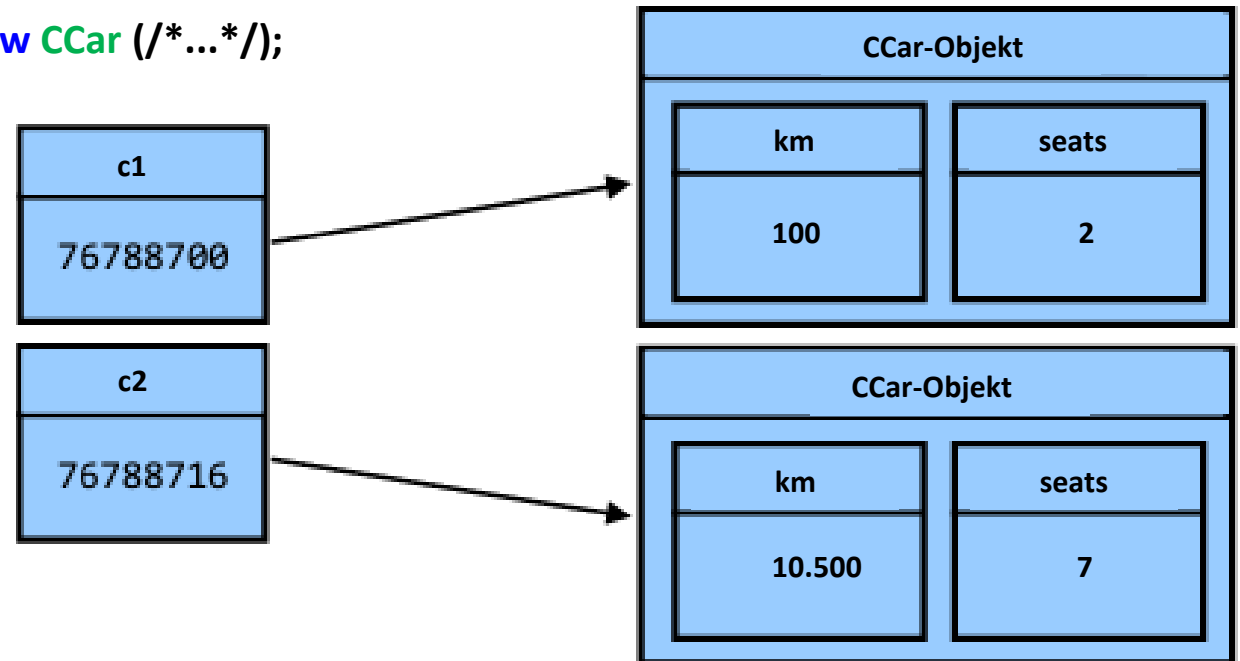 w CCar (/*...*/);
CCar-Objekt
km
seats
100
2
c1
76788700
c2
76788716
CCar-Objekt
km
seats
10.500
7